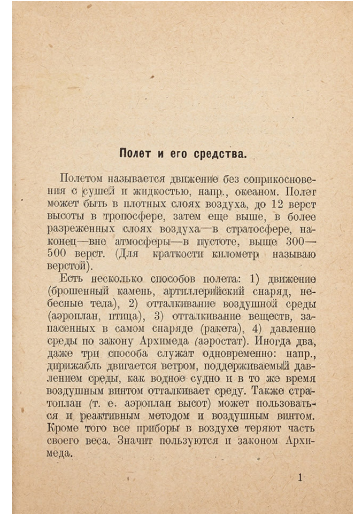 Полет и его средства.
Полетом называется движение без соприкоснове-
ния с сушей и жидкостью, напр., океаном. Полет
может быть в плотных слоях воздуха, до 12 верст
высоты в тропосфере, затем еще выше, в более
разреженных слоях воздуха—в стратосфере, на-
конец—вне атмосферы—в пустоте, выше 300—
500 верст. (Для краткости километр называю
верстой).
Есть несколько способов полета: 1) движение
(брошенный камень, артиллерийский снаряд, не-
бесные тела), 2) отталкивание воздушной среды
(аэроплан, птица), 3) отталкивание веществ, за-
пасенных в самом снаряде (ракета), 4) давление
среды по закону Архимеда (аэростат). Иногда два,
даже три способа служат одновременно: напр.,
дирижабль двигается ветром, поддерживаемый дав-
лением среды, как водное судно и в то же время
воздушным винтом отталкивает среду. Также стра-
топлан (т. е. аэроплан высот) может пользовать-
ся и реактивным методом и воздушным винтом.
Кроме того все приборы в воздухе теряют часть
своего веса. Значит пользуются и законом Архи-
меда.
1